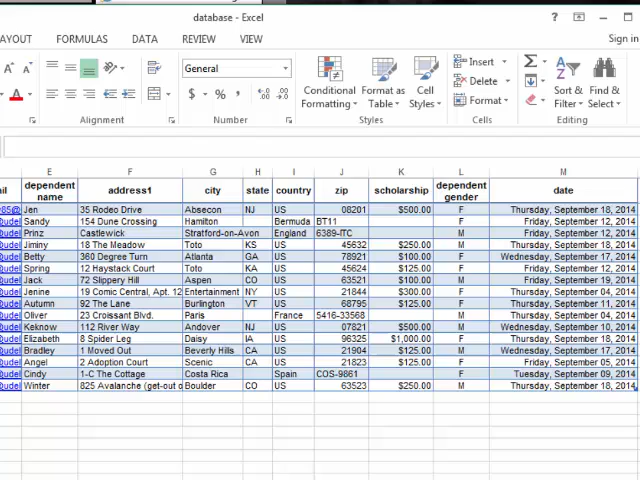 database - Excel
AYOUT FORMULAS DATA REVIEW VIEW Sign in
General
Conditional Formatting
Format as Table
Cell Styles
Insert
Delete
Format
Sort & Filter
Find & Select
Alignment Number Styles Cells Editing
E F G H I J K L M
ail dependent name address1 city state country zip scholarship dependent gender date
Jen 35 Rodeo Drive Absecon NJ US 08201 $500.00 F Thursday, September 18, 2014
@udel Sandy 154 Dune Crossing Hamilton Bermuda BT11 F Friday, September 12, 2014
@udel Prinz Castlewick Stratford-on-Avon England 6389-ITC M Friday, September 12, 2014
@udel Jiminy 18 The Meadow Toto KS US 45632 $250.00 M Thursday, September 04, 2014
@udel Betty 360 Degree Turn Atlanta GA US 78921 $100.00 F Wednesday, September 17, 2014
@udel Spring 12 Haystack Court Toto KA US 45624 $125.00 F Friday, September 12, 2014
@udel Jack 72 Slippery Hill Aspen CO US 63521 $100.00 M Friday, September 19, 2014
@udel Janine 19 Comic Central, Apt. 12 Entertainment NY US 21844 $300.00 F Thursday, September 04, 2014
@udel Autumn 92 The Lane Burlington VT US 68795 $125.00 F Thursday, September 11, 2014
@udel Oliver 23 Croissant Blvd. Paris France 5416-33568 M Thursday, September 04, 2014
@udel Keknow 112 River Way Andover NJ US 07821 $500.00 M Wednesday, September 10, 2014
@udel Elizabeth 8 Spider Leg Daisy IA US 96325 $1,000.00 F Thursday, September 18, 2014
@udel Bradley 1 Moved Out Beverly Hills CA US 21904 $125.00 M Wednesday, September 17, 2014
@udel Angel 2 Adoption Court Selma CA US 21823 $125.00 F Friday, September 05, 2014
@udel Cindy 1-C The Cottage Costa Rica Spain COS-9861 F Tuesday, September 09, 2014
@udel Winter 825 Avalanche (get-out o Boulder CO US 63523 $250.00 M Thursday, September 18, 2014